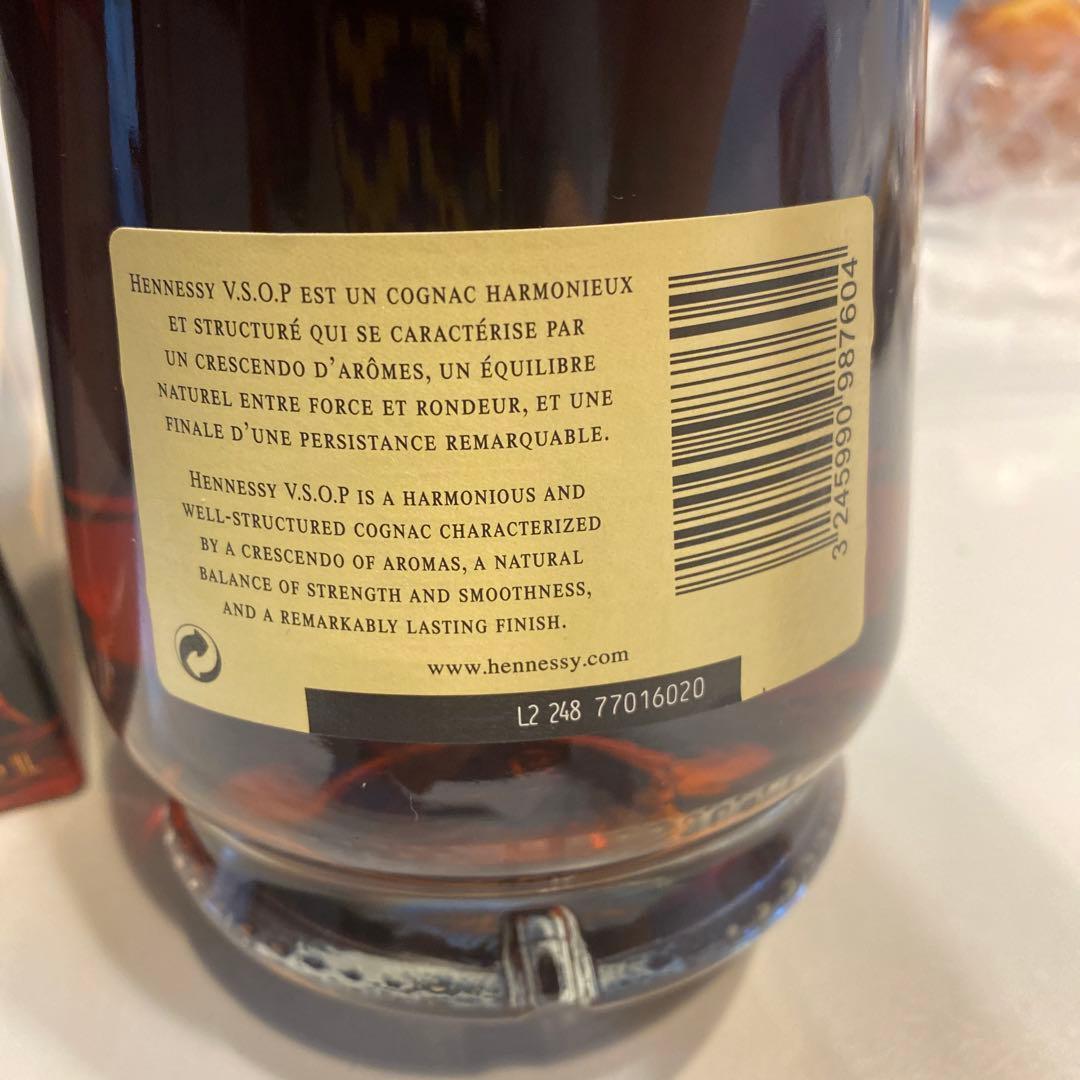 Hennessy V.S.O.P est un cognac harmonieux
et structuré qui se caractérise par
un crescendo d'arômes, un équilibre
naturel entre force et rondeur, et une
finale d'une persistance remarquable.
Hennessy V.S.O.P is a harmonious and
well-structured cognac characterized
by a crescendo of aromas, a natural
balance of strength and smoothness,
and a remarkably lasting finish.
www.hennessy.com
L2 248 77016020
3 245990 987604